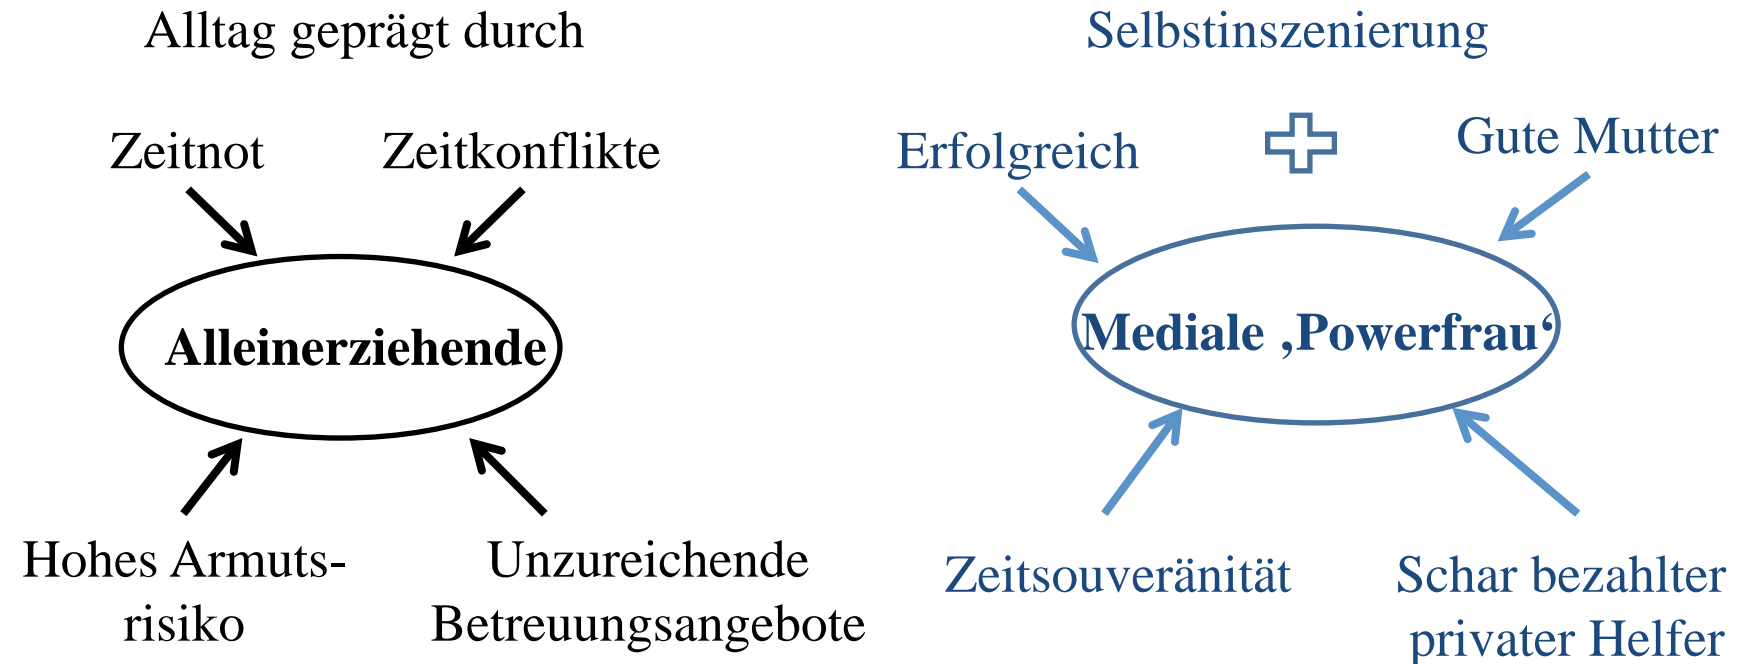 Alltag geprägt durch
Zeitnot
Zeitkonflikte
Alleinerziehende
Hohes Armuts-
risiko
Unzureichende
Betreuungsangebote
Selbstinszenierung
Erfolgreich
Gute Mutter
Mediale ‚Powerfrau‘
Zeitsouveränität
Schar bezahlter
privater Helfer